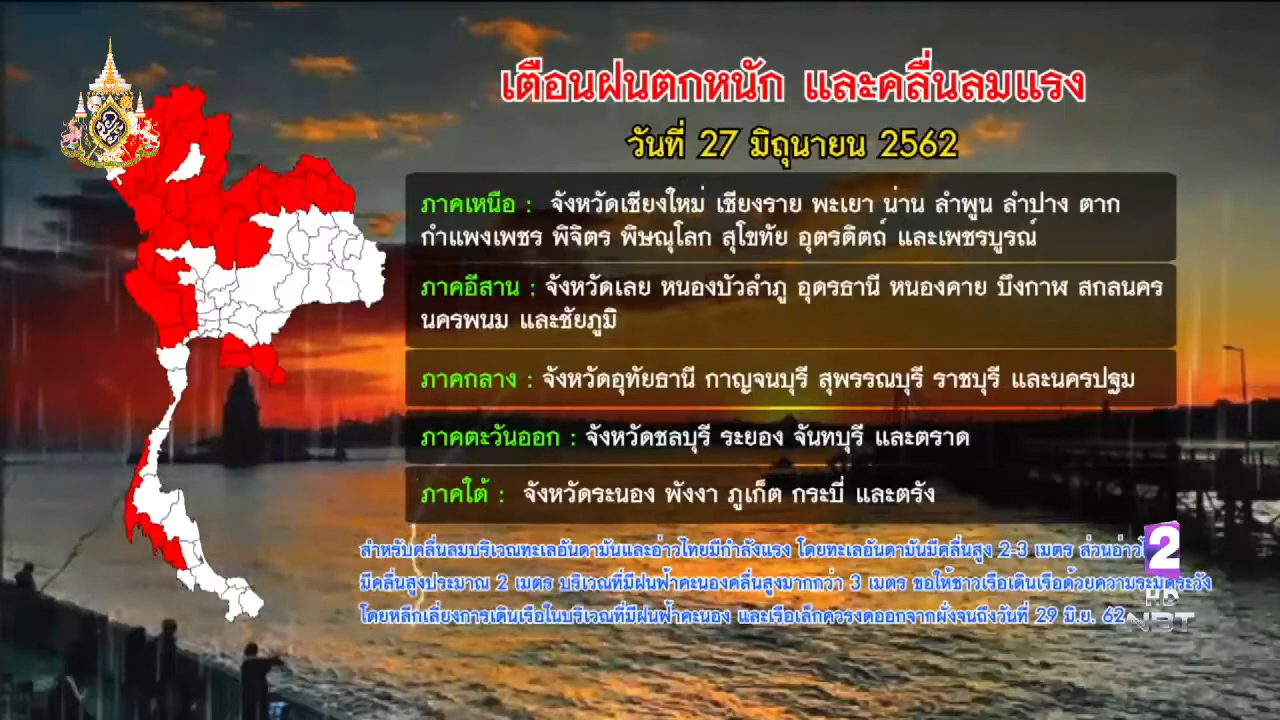 เตือนฝนตกหนัก และคลื่นลมแรง
วันที่ 27 มิถุนายน 2562
ภาคเหนือ : จังหวัดเชียงใหม่ เชียงราย พะเยา น่าน ลำพูน ลำปาง ตาก
กำแพงเพชร พิจิตร พิษณุโลก สุโขทัย อุตรดิตถ์ และเพชรบูรณ์
ภาคอีสาน : จังหวัดเลย หนองบัวลำภู อุดรธานี หนองคาย บึงกาฬ สกลนคร
นครพนม และชัยภูมิ
ภาคกลาง : จังหวัดอุทัยธานี กาญจนบุรี สุพรรณบุรี ราชบุรี และนครปฐม
ภาคตะวันออก : จังหวัดชลบุรี ระยอง จันทบุรี และตราด
ภาคใต้ : จังหวัดระนอง พังงา ภูเก็ต กระบี่ และตรัง
สำหรับคลื่นลมบริเวณทะเลอันดามันและอ่าวไทยมีกำลังแรง โดยทะเลอันดามันมีคลื่นสูง 2-3 เมตร ส่วนอ่าว
มีคลื่นสูงประมาณ 2 เมตร บริเวณที่มีฝนฟ้าคะนองคลื่นสูงมากกว่า 3 เมตร ขอให้ชาวเรือเดินเรือด้วยความระมัดระวัง
โดยหลีกเลี่ยงการเดินเรือในบริเวณที่มีฝนฟ้าคะนอง และเรือเล็กควรงดออกจากฝั่งจนถึงวันที่ 29 มิ.ย. 62
2
HD
NBT